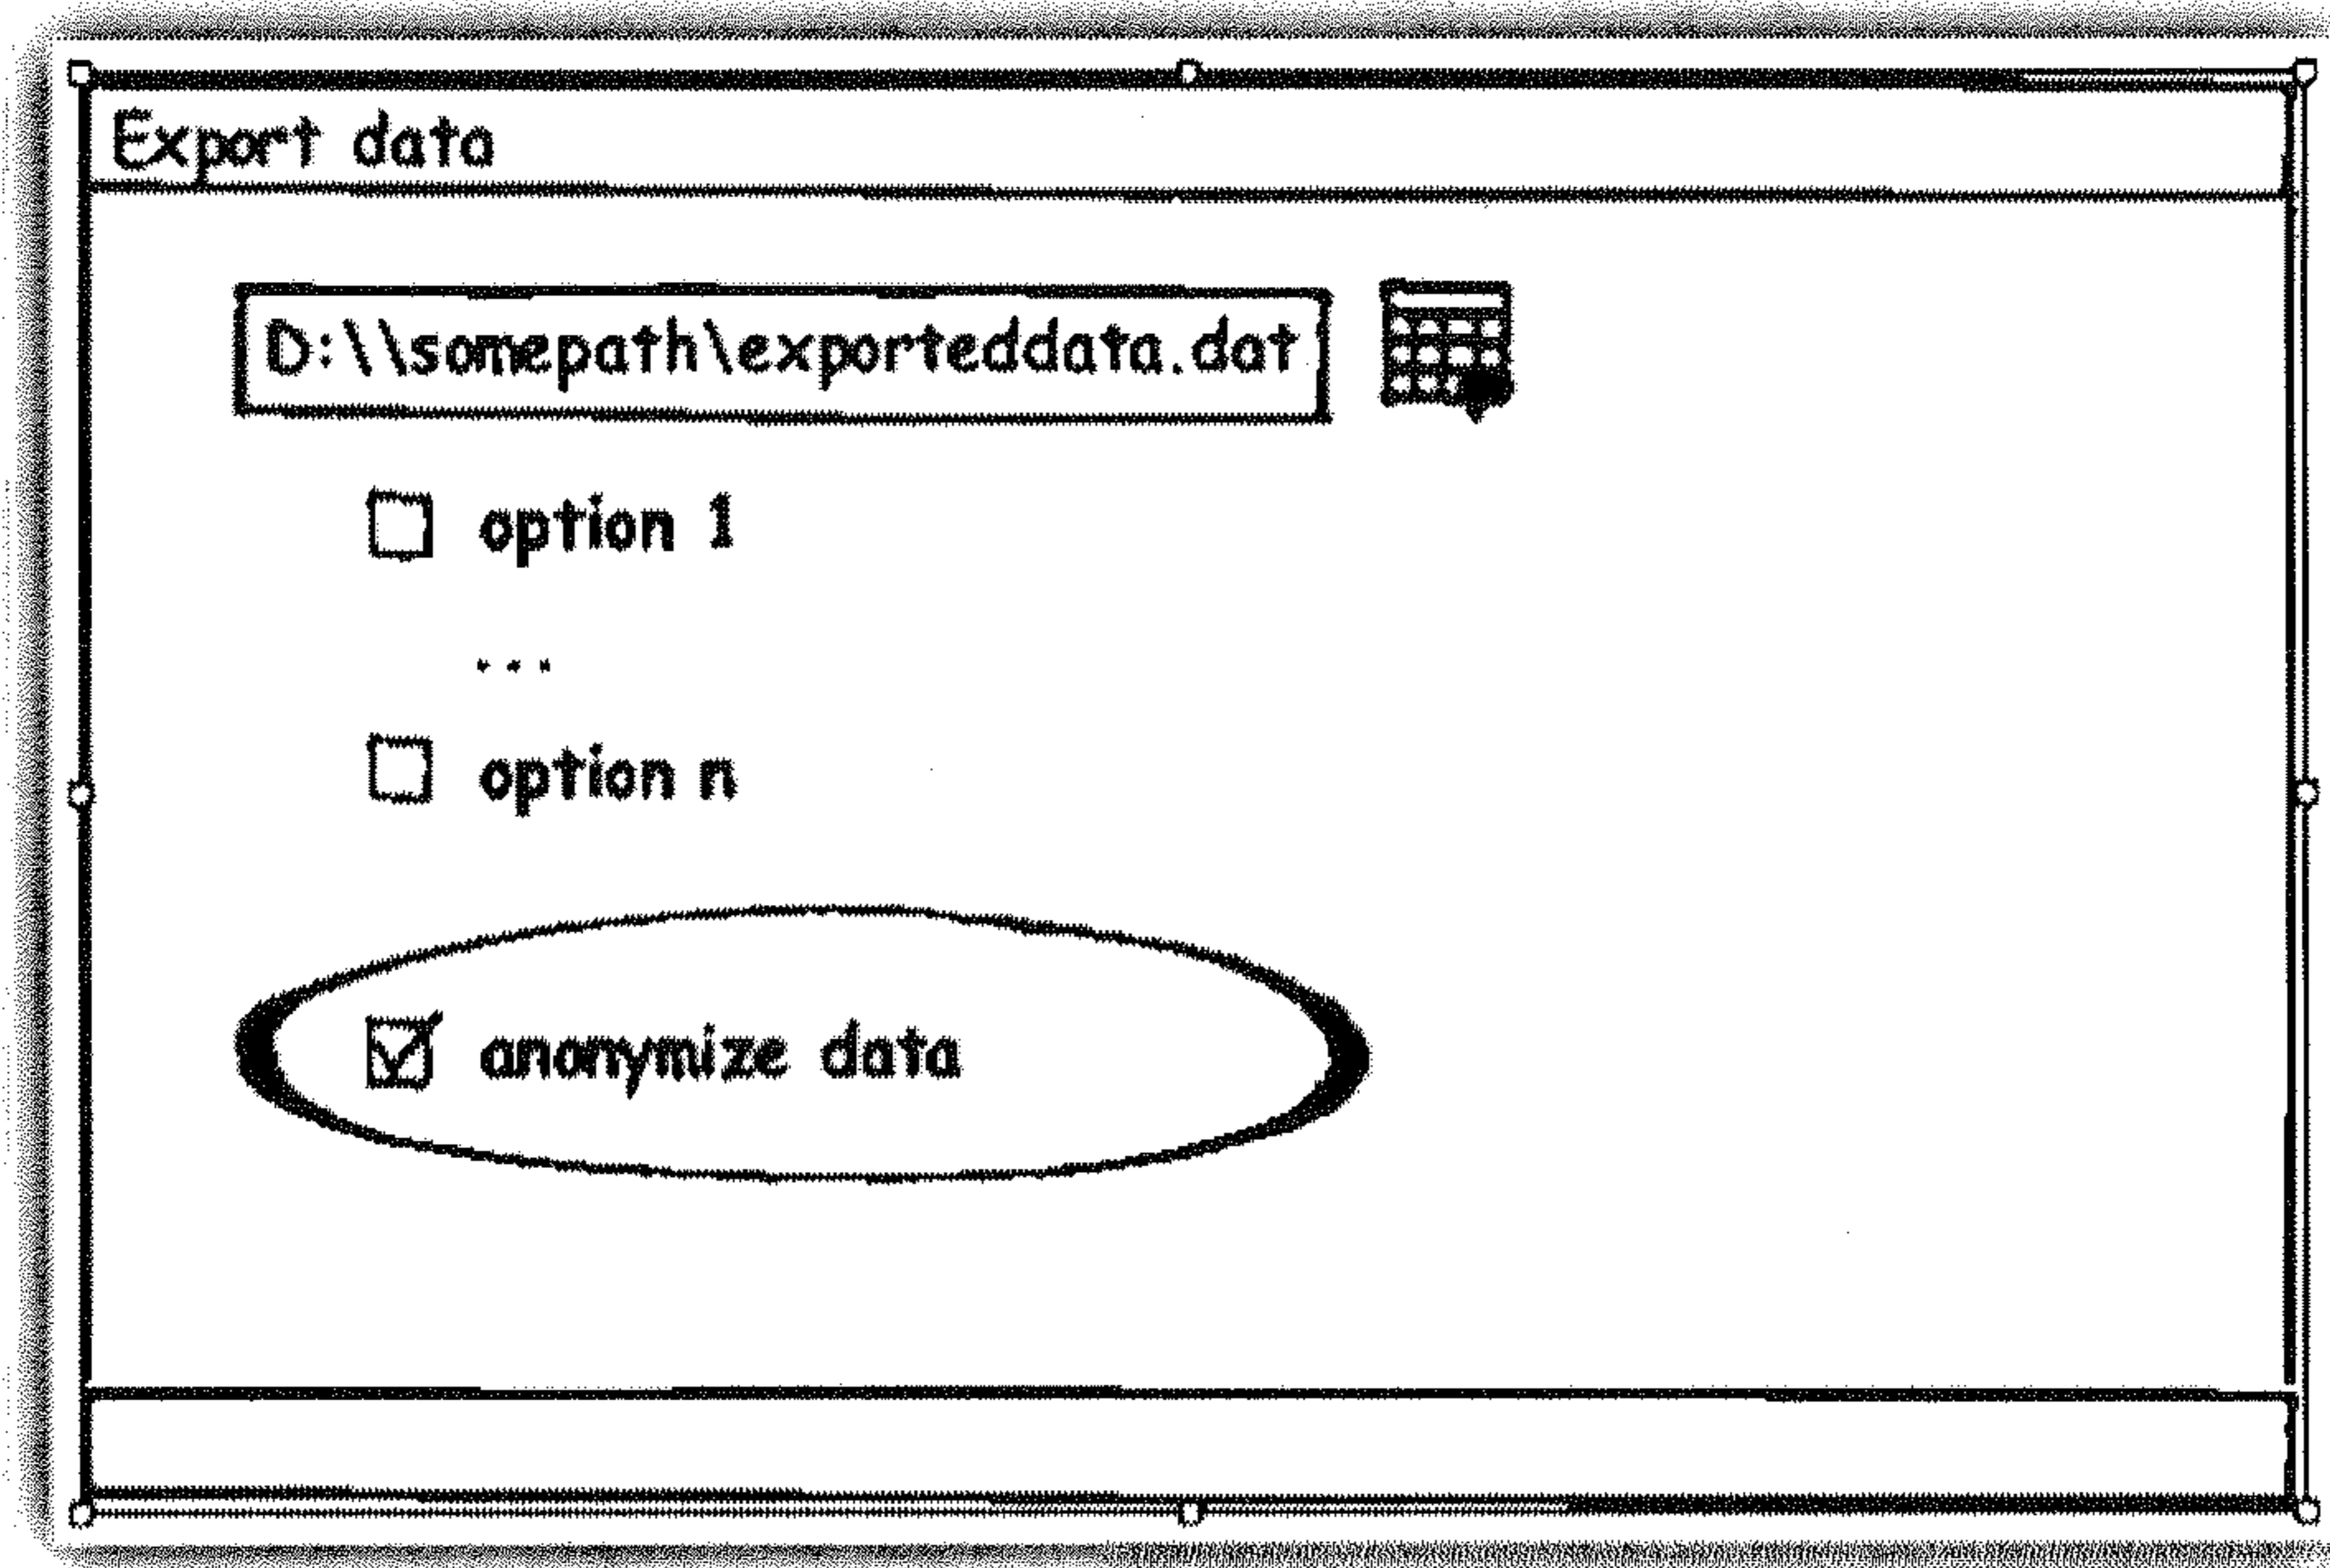 Export data
D:\\somepath\exporteddata.dat
option 1
...
option n
anonymize data